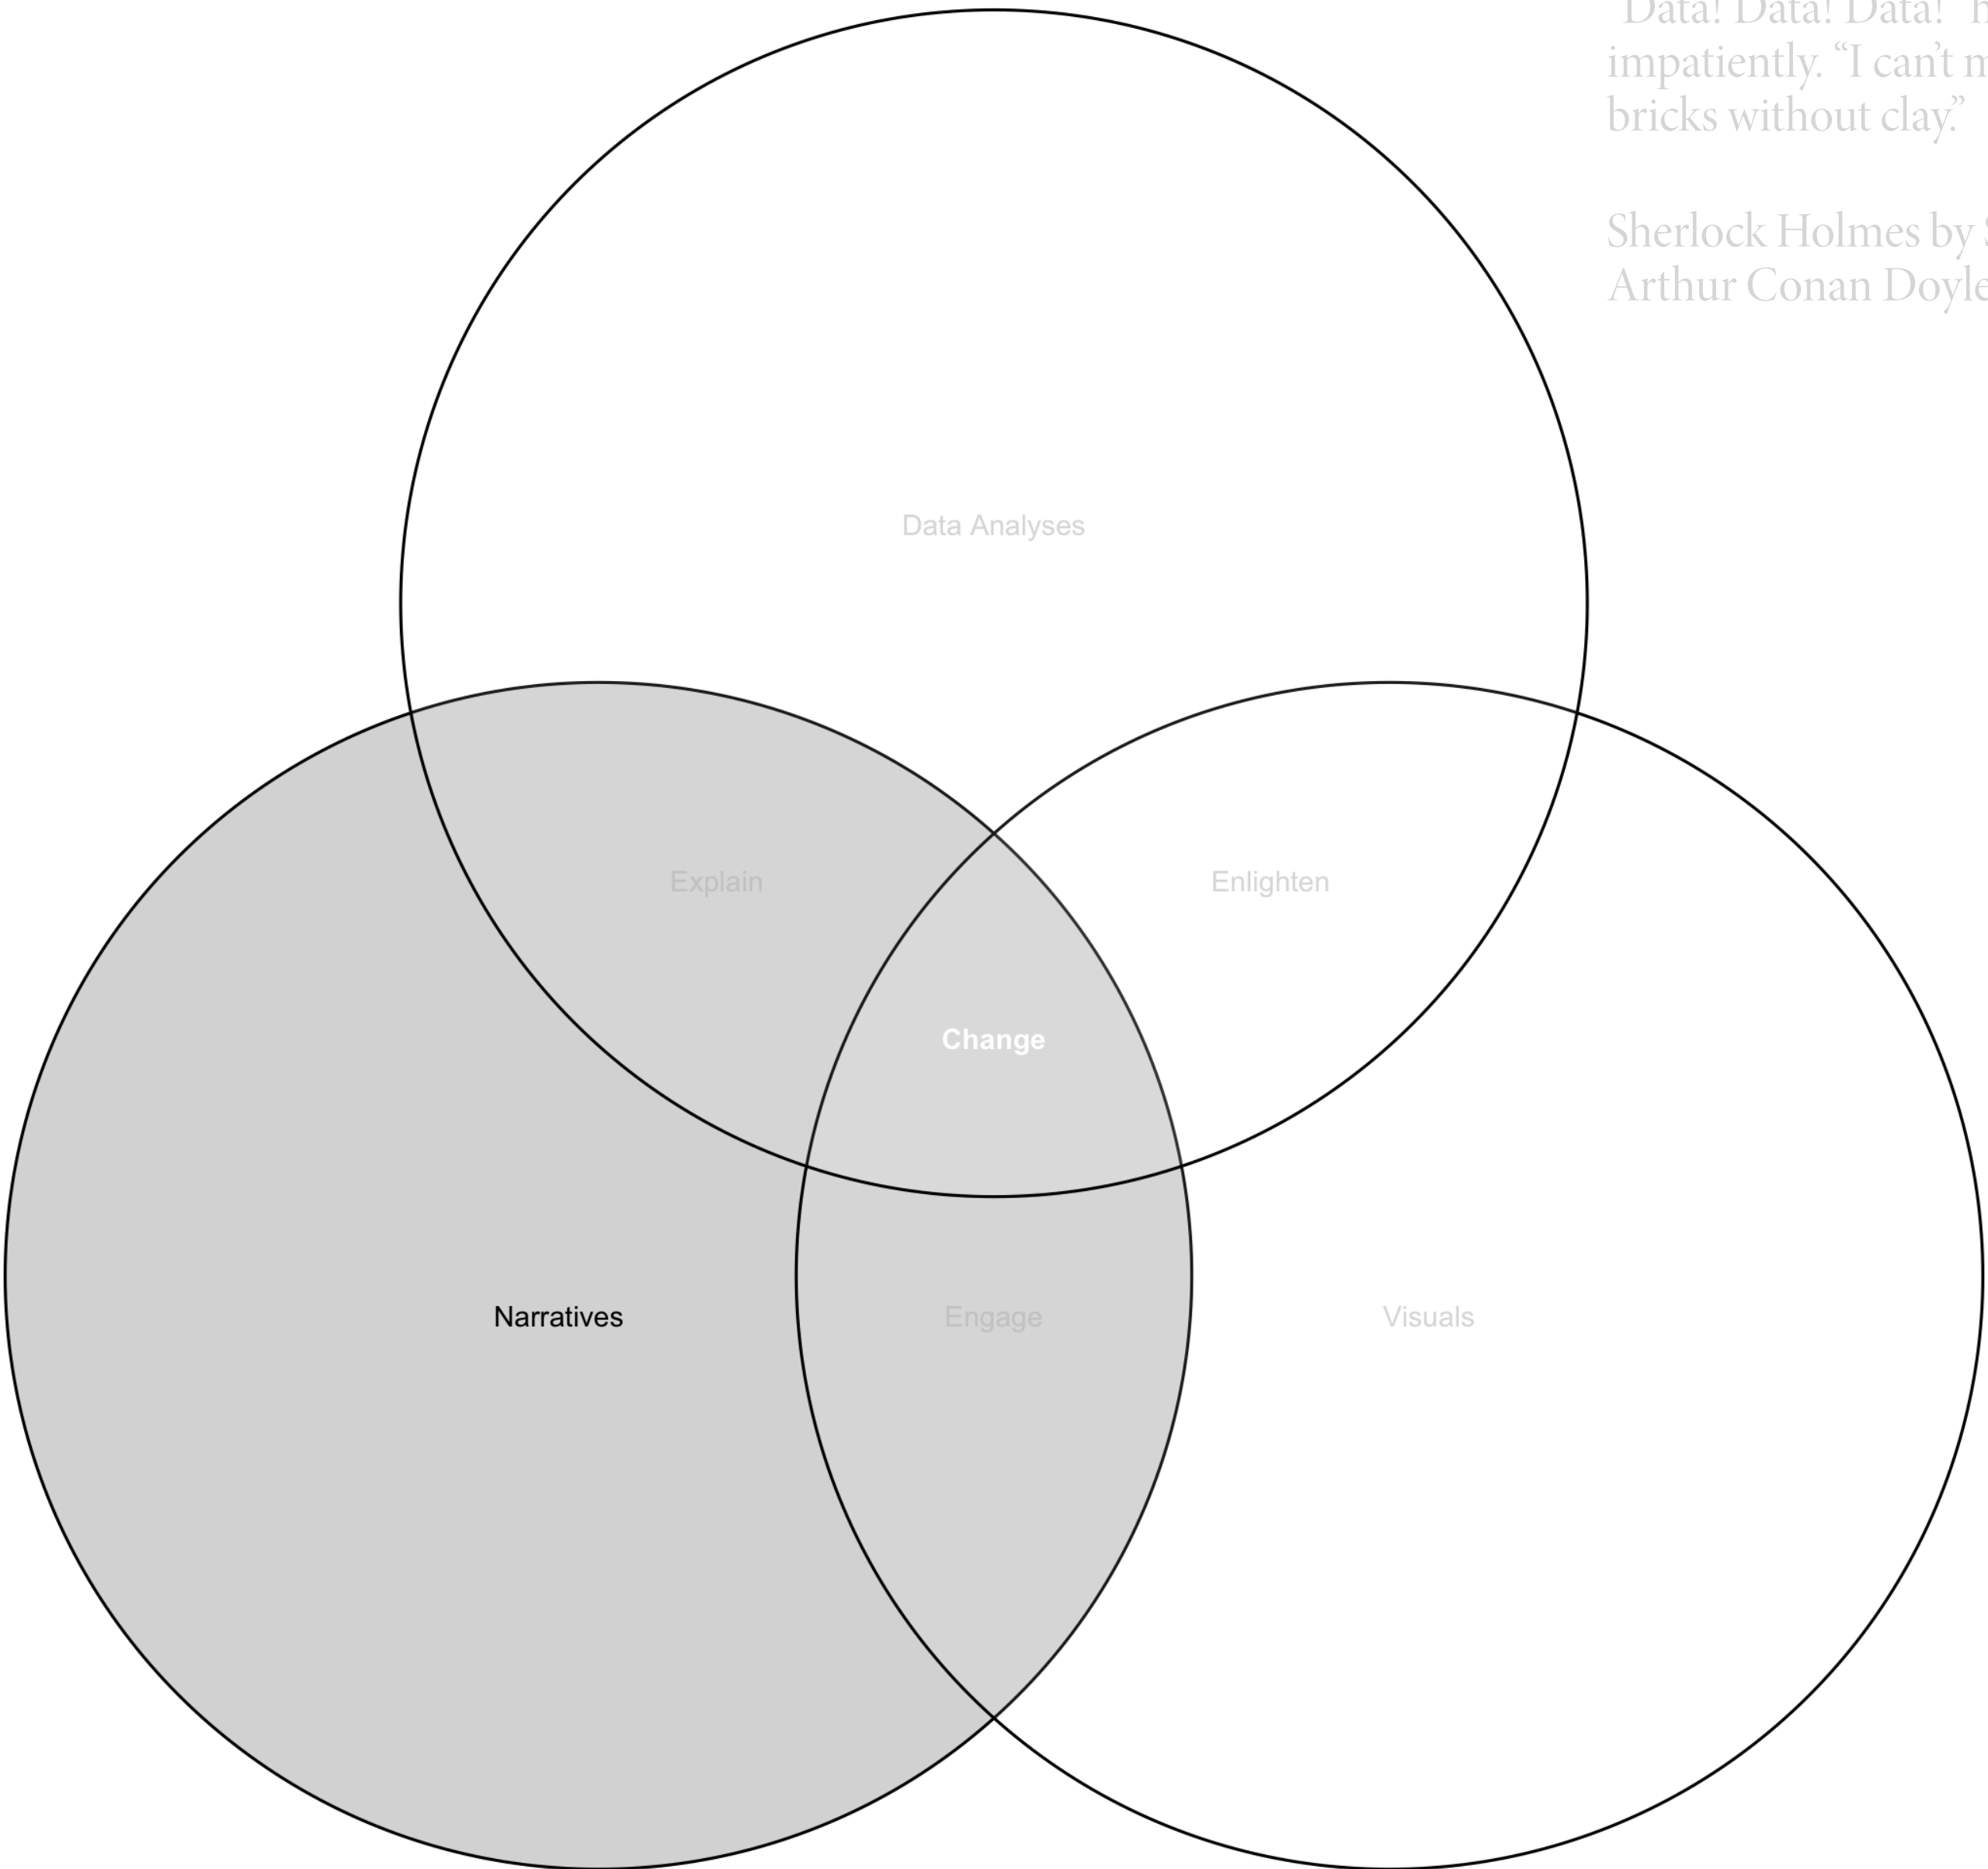 Data! Data! Data!
impatiently. “I can’t
bricks without clay.”
Sherlock Holmes by
Arthur Conan Doyle
Data Analyses
Explain
Enlighten
Change
Narratives
Engage
Visuals